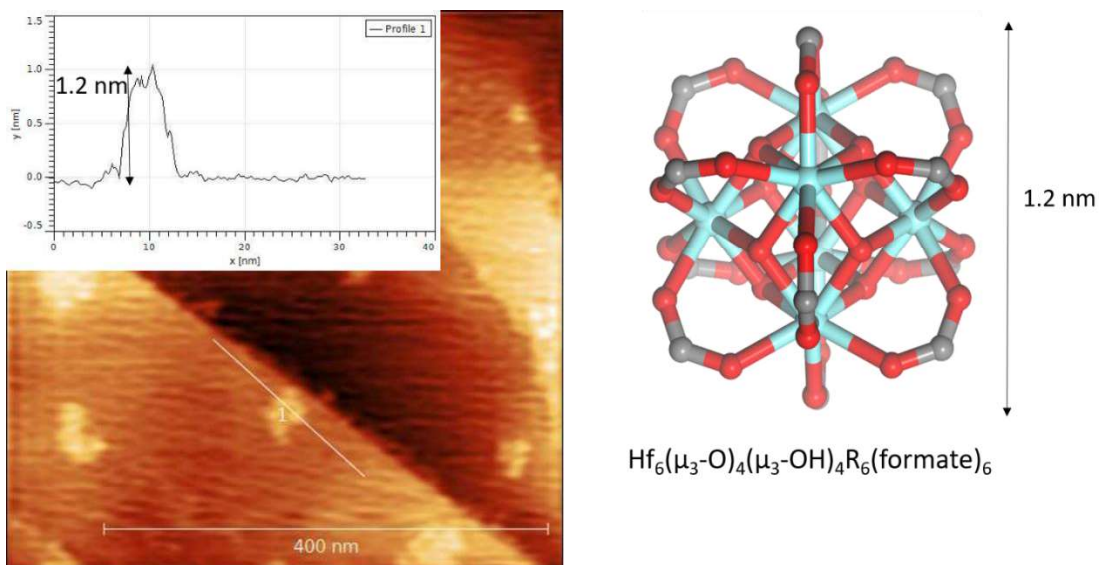 1.5
Profile 1
1.2 nm
1.0
y [nm]
0.5
0.0
-0.5
0 10 20 30 40
x [nm]
1
400 nm
1.2 nm
Hf₆(μ₃-O)₄(μ₃-OH)₄R₆(formate)₆